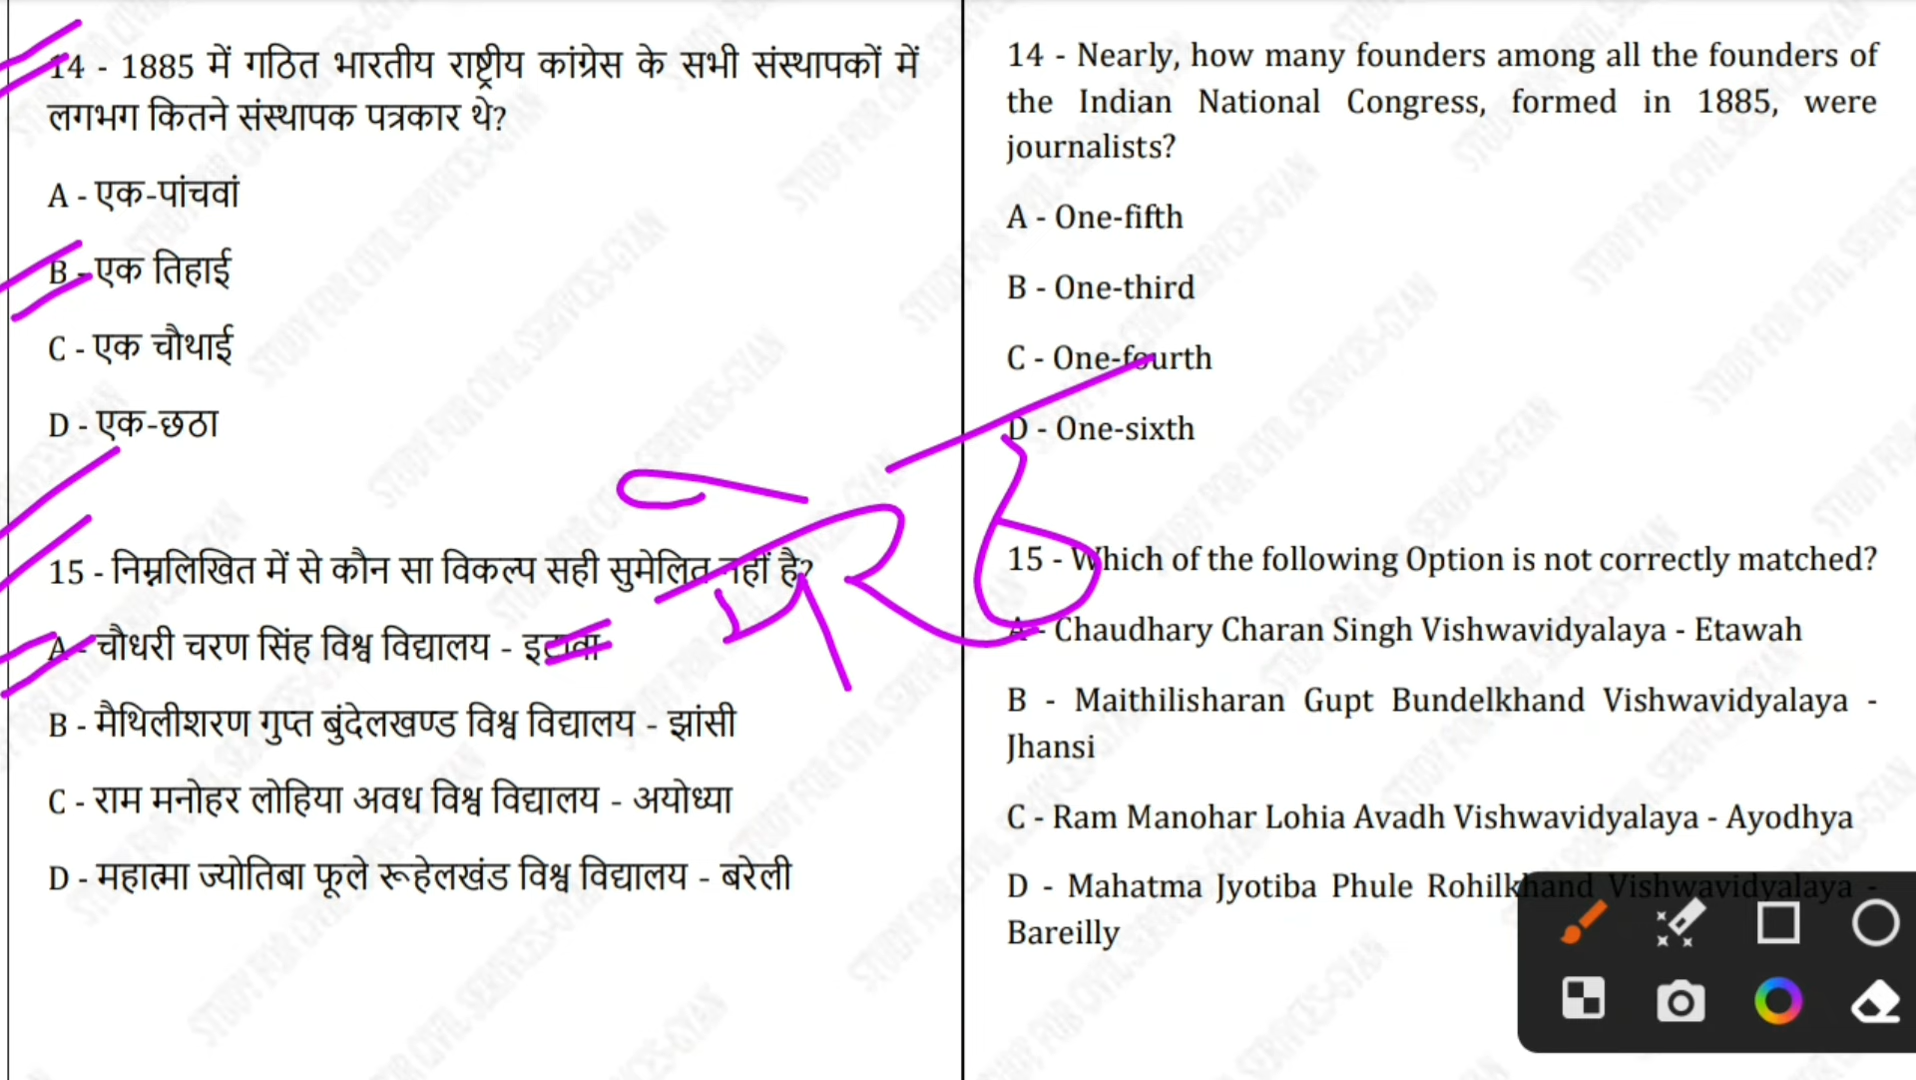 14 - 1885 में गठित भारतीय राष्ट्रीय कांग्रेस के सभी संस्थापकों में
लगभग कितने संस्थापक पत्रकार थे?
A - एक-पांचवां
B - एक तिहाई
C - एक चौथाई
D - एक-छठा
15 - निम्नलिखित में से कौन सा विकल्प सही सुमेलित नहीं है?
A - चौधरी चरण सिंह विश्व विद्यालय - इटावा
B - मैथिलीशरण गुप्त बुंदेलखण्ड विश्व विद्यालय - झांसी
C - राम मनोहर लोहिया अवध विश्व विद्यालय - अयोध्या
D - महात्मा ज्योतिबा फूले रूहेलखंड विश्व विद्यालय - बरेली
14 - Nearly, how many founders among all the founders of
the Indian National Congress, formed in 1885, were
journalists?
A - One-fifth
B - One-third
C - One-fourth
D - One-sixth
15 - Which of the following Option is not correctly matched?
A - Chaudhary Charan Singh Vishwavidyalaya - Etawah
B - Maithilisharan Gupt Bundelkhand Vishwavidyalaya -
Jhansi
C - Ram Manohar Lohia Avadh Vishwavidyalaya - Ayodhya
D - Mahatma Jyotiba Phule Rohilkhand Vishwavidyalaya -
Bareilly
STUDY FOR CIVIL SERIVCES-GYAN